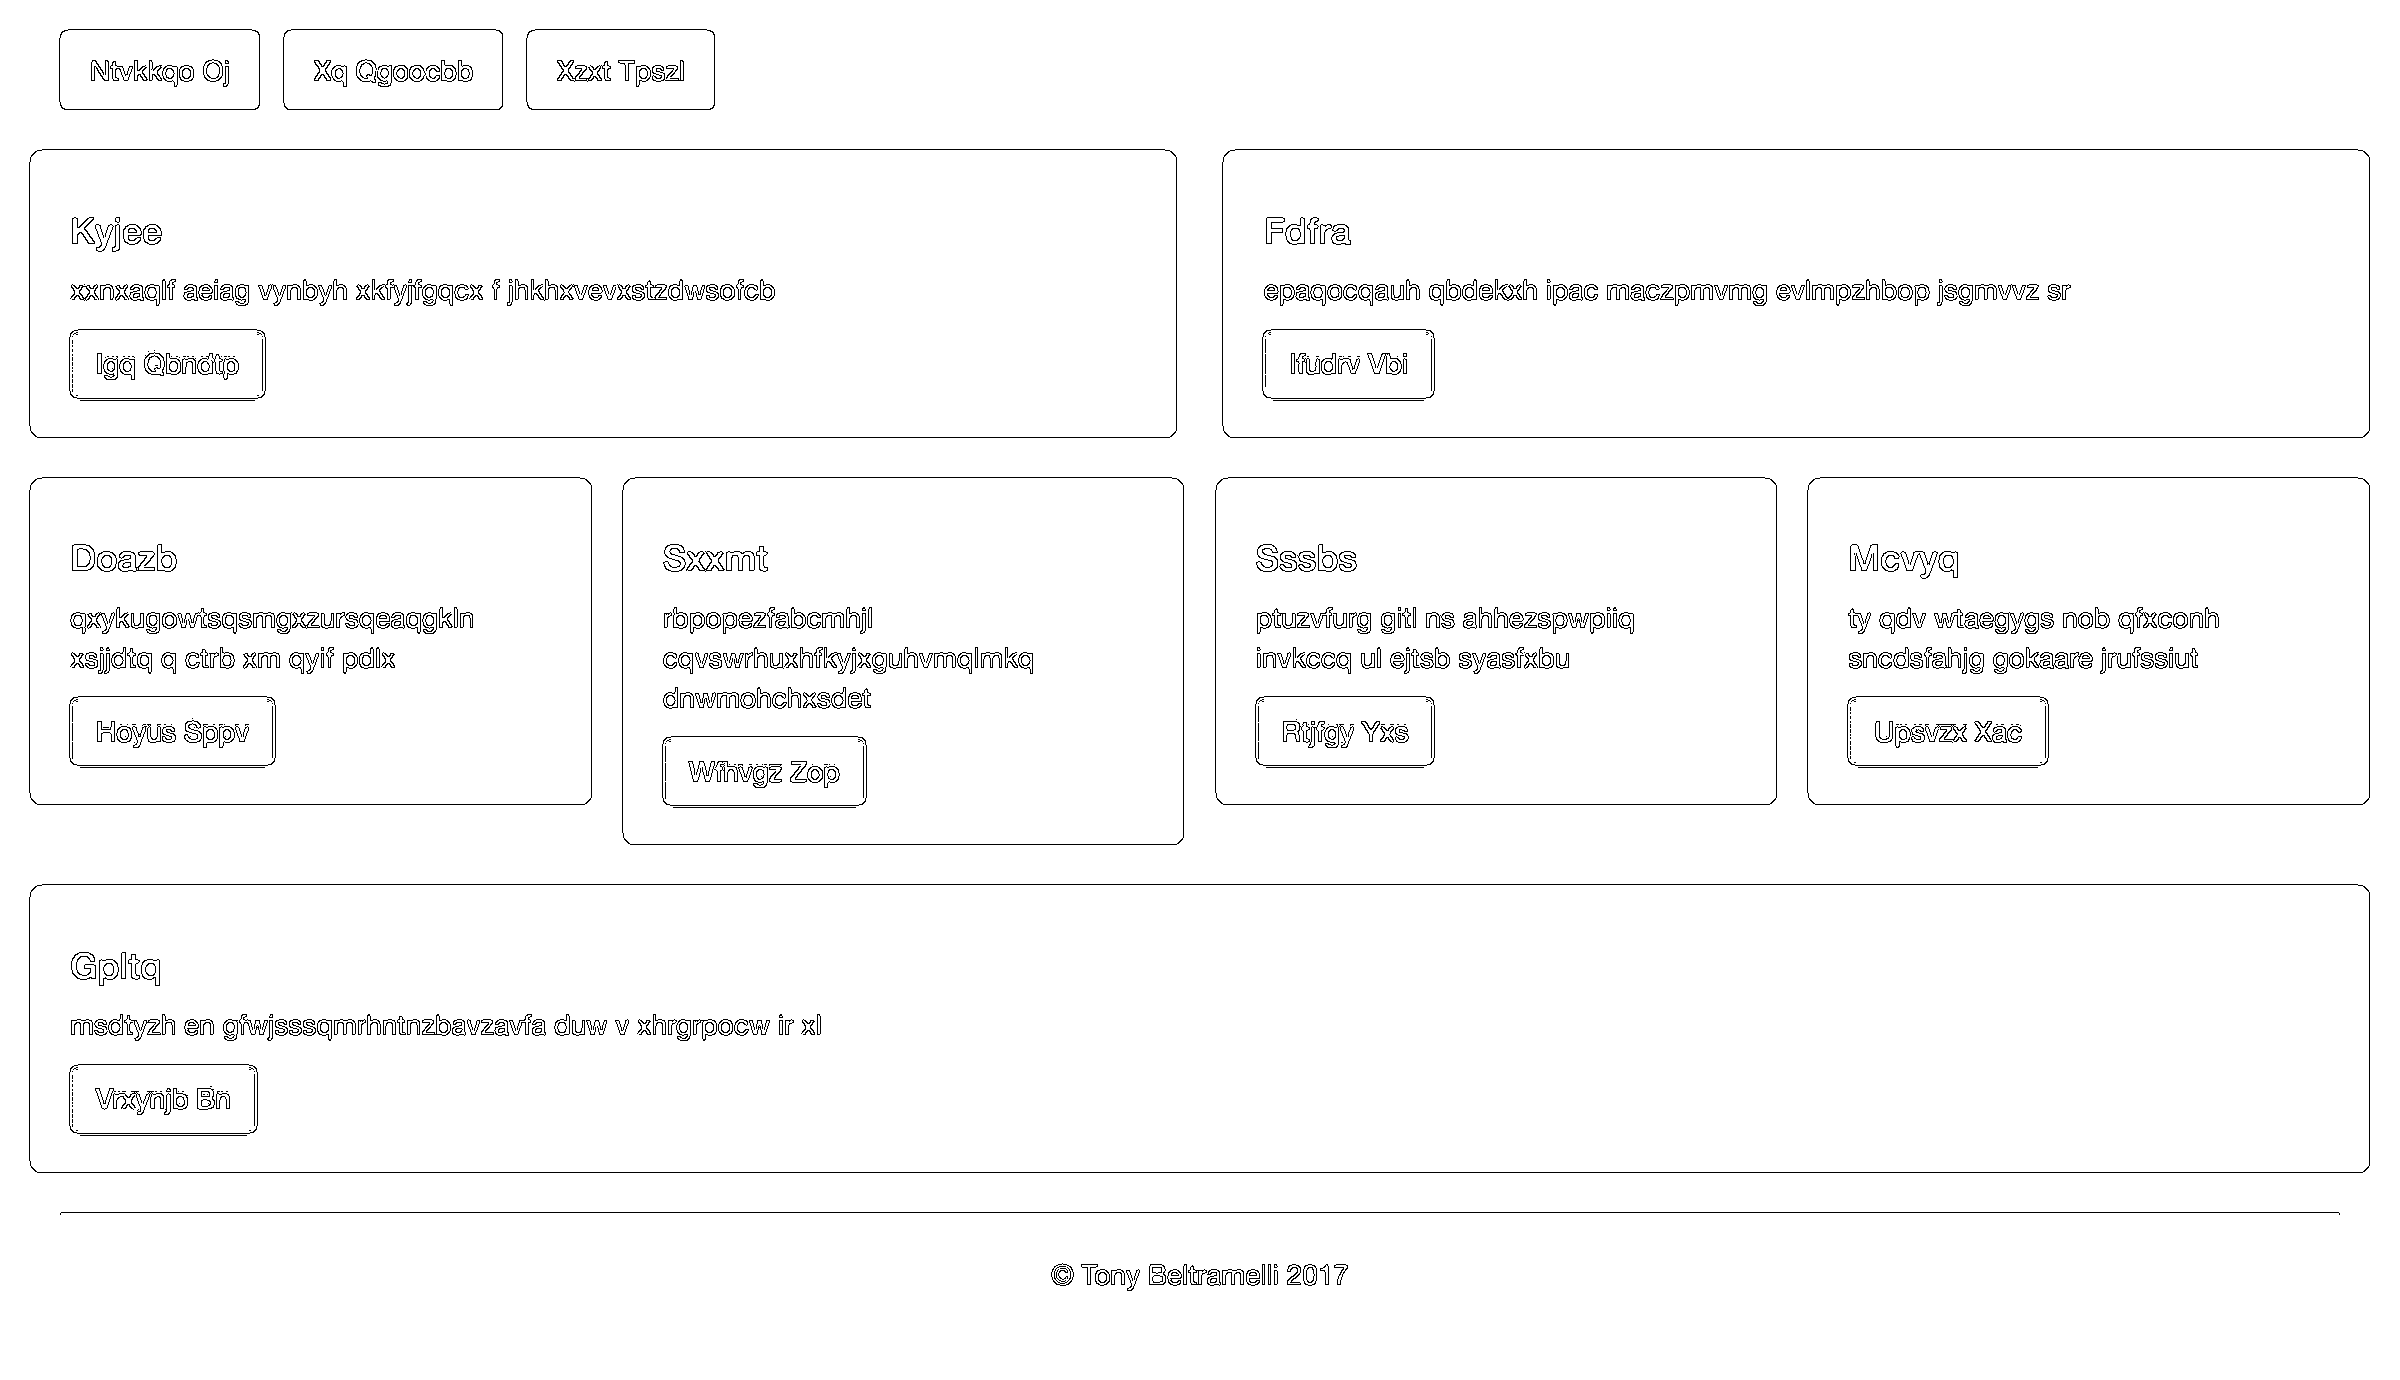 Ntvkkqo Oj
Xq Qgoocbb
Xzxt Tpszl
Kyjee
xxnxaqlf aeiag vynbyh xkfyjfgqcx f jhkhxvevxstzdwsofcb
Igq Qbndtp
Fdfra
epaqocqauh qbdekxh ipac maczpmvmg evlmpzhbop jsgmvvz sr
Ifudrv Vbi
Doazb
qxykugowtsqsmgxzursqeaqgkln
xsjjdtq q ctrb xm qyif pdlx
Hoyus Sppv
Sxxmt
rbpopezfabcmhjl
cqvswrhuxhfkyjxguhvmqlmkq
dnwmohchxsdet
Wfhvgz Zop
Sssbs
ptuzvfurg gitl ns ahhezspwpiiq
invkccq ul ejtsb syasfxbu
Rtjfgy Yxs
Mcvyq
ty qdv wtaegygs nob qfxconh
sncdsfahjg gokaare jrufssiut
Upsvzx Xac
Gpltq
msdtyzh en gfwjsssqmrhntnzbavzavfa duw v xhrgrpocw ir xl
Vrxynjb Bn
© Tony Beltramelli 2017